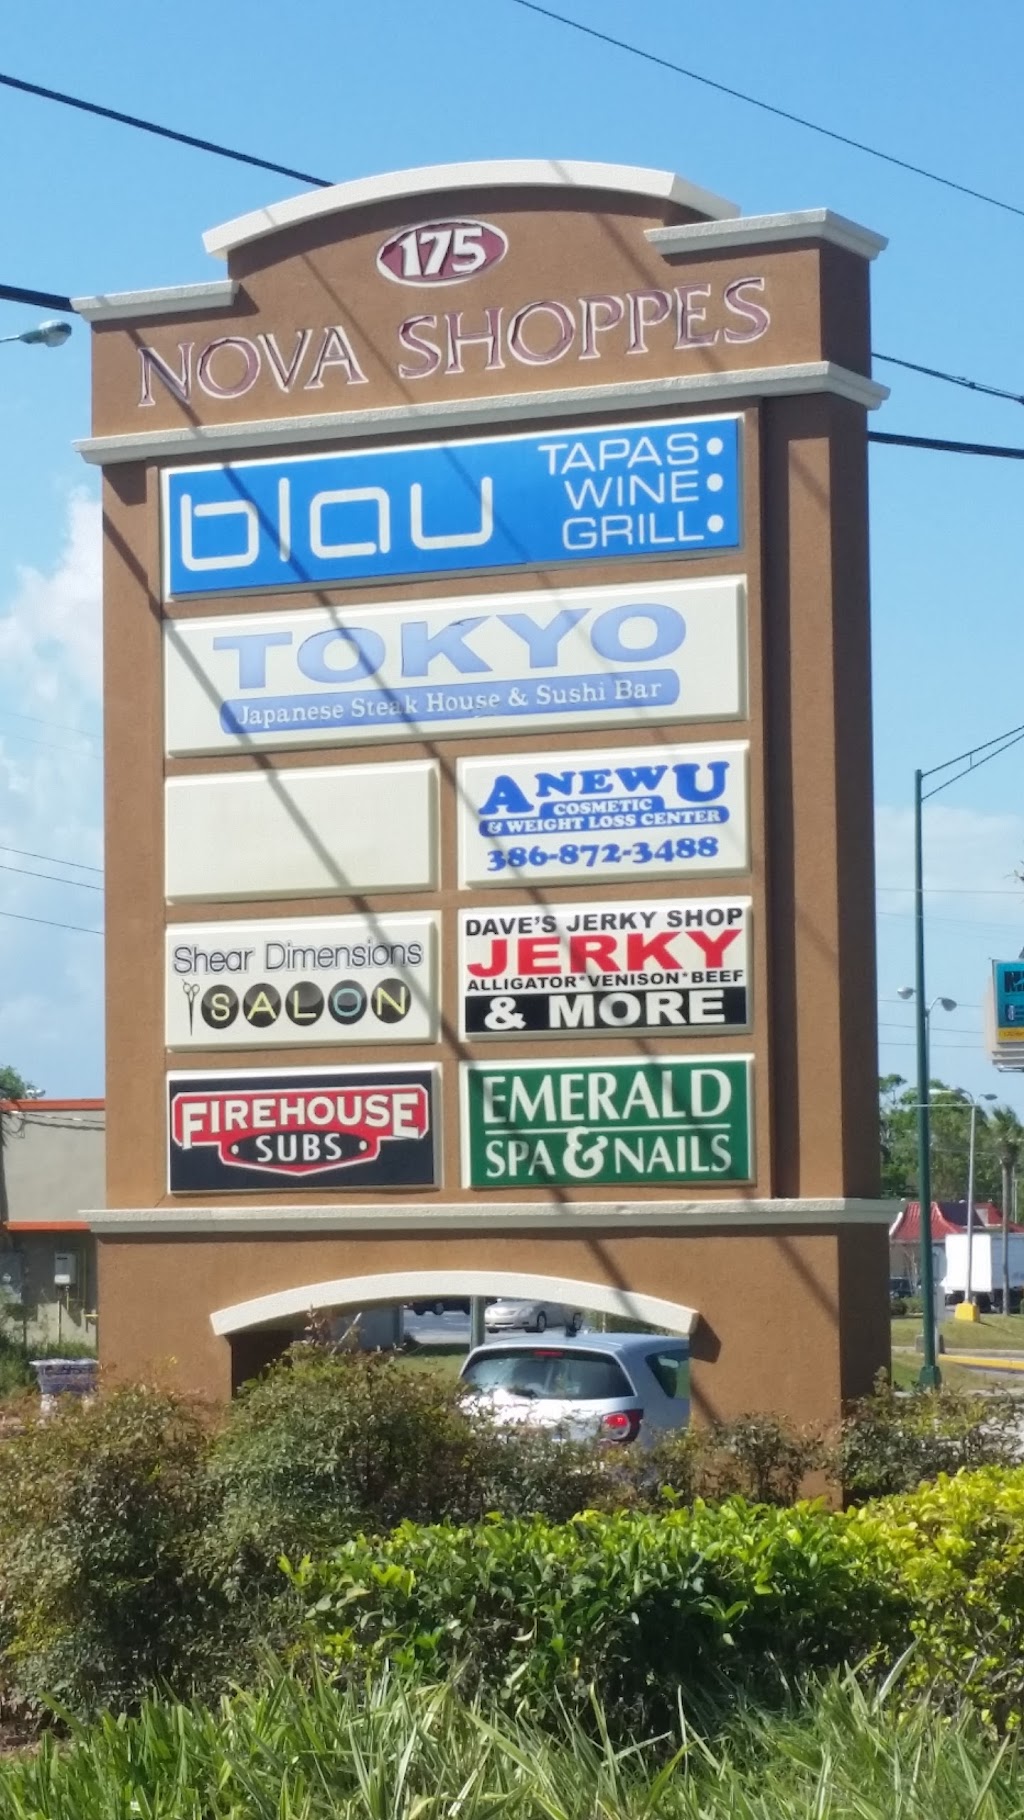 175
NOVA SHOPPES
blau
TAPAS
WINE
GRILL
TOKYO
Japanese Steak House & Sushi Bar
ANEW U
COSMETIC
& WEIGHT LOSS CENTER
386-872-3488
Shear Dimensions
SALON
DAVE'S JERKY SHOP
JERKY
ALLIGATOR*VENISON*BEEF
& MORE
FIREHOUSE
SUBS
EMERALD
SPA & NAILS